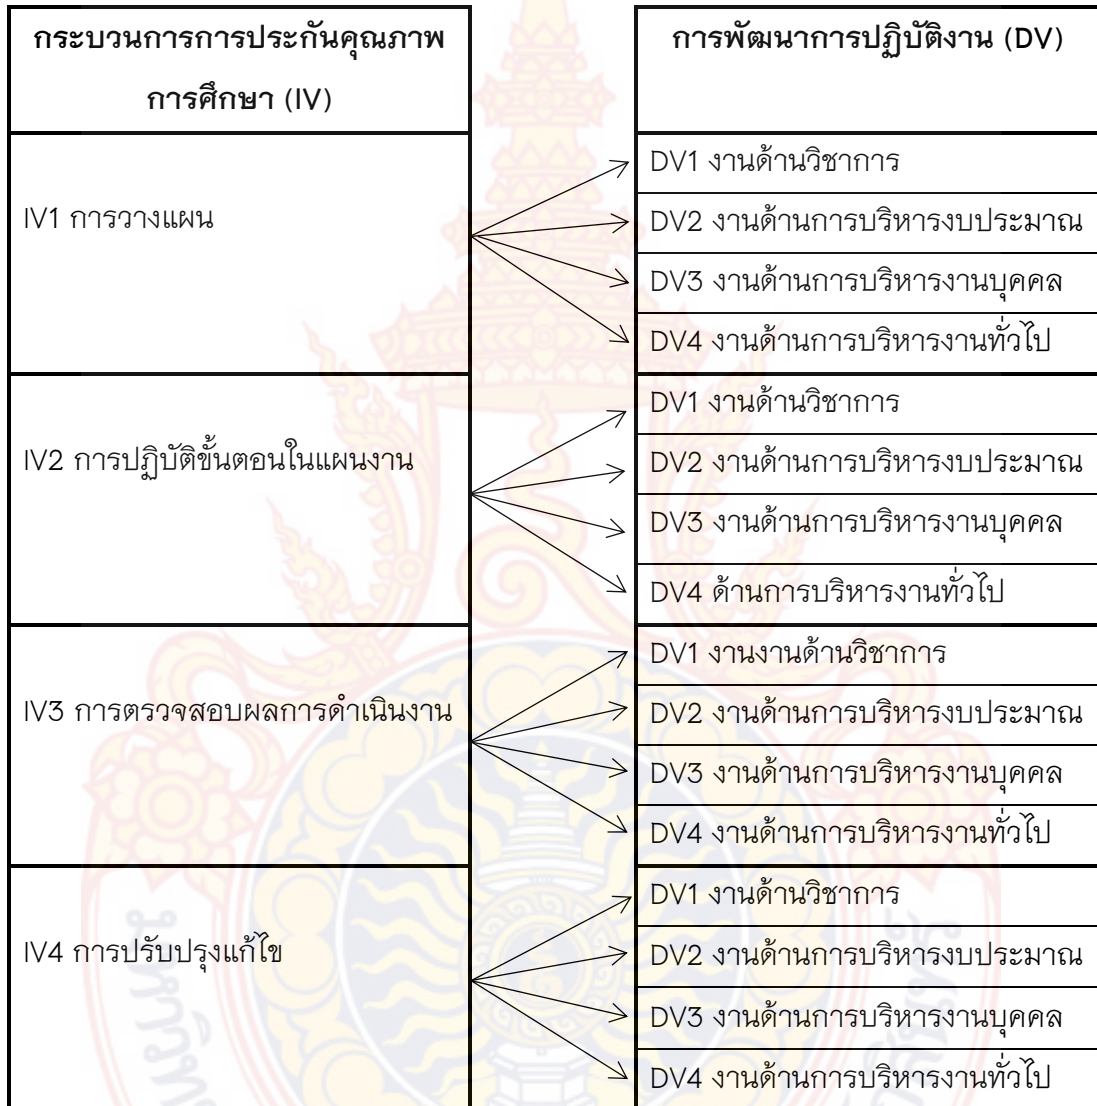 กระบวนการการประกันคุณภาพ
การศึกษา (IV)
การพัฒนาการปฏิบัติงาน (DV)
IV1 การวางแผน
DV1 งานด้านวิชาการ
DV2 งานด้านการบริหารงบประมาณ
DV3 งานด้านการบริหารงานบุคคล
DV4 งานด้านการบริหารงานทั่วไป
IV2 การปฏิบัติขั้นตอนในแผนงาน
DV1 งานด้านวิชาการ
DV2 งานด้านการบริหารงบประมาณ
DV3 งานด้านการบริหารงานบุคคล
DV4 ด้านการบริหารงานทั่วไป
IV3 การตรวจสอบผลการดำเนินงาน
DV1 งานงานด้านวิชาการ
DV2 งานด้านการบริหารงบประมาณ
DV3 งานด้านการบริหารงานบุคคล
DV4 งานด้านการบริหารงานทั่วไป
IV4 การปรับปรุงแก้ไข
DV1 งานด้านวิชาการ
DV2 งานด้านการบริหารงบประมาณ
DV3 งานด้านการบริหารงานบุคคล
DV4 งานด้านการบริหารงานทั่วไป